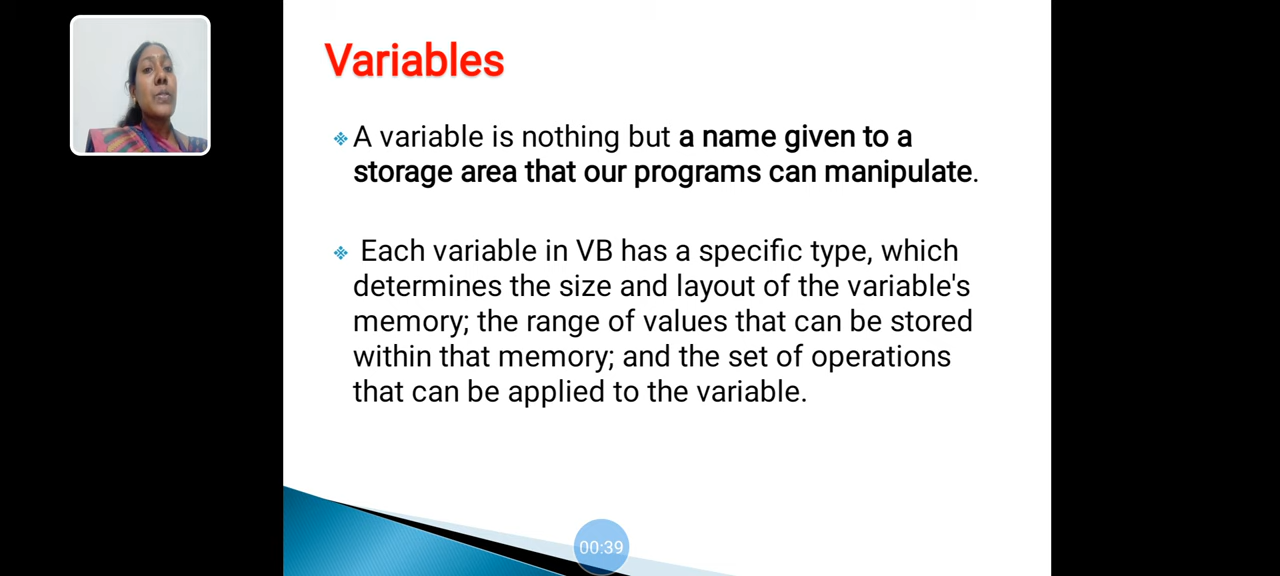 Variables
A variable is nothing but a name given to a
storage area that our programs can manipulate.
Each variable in VB has a specific type, which
determines the size and layout of the variable's
memory; the range of values that can be stored
within that memory; and the set of operations
that can be applied to the variable.
00:39